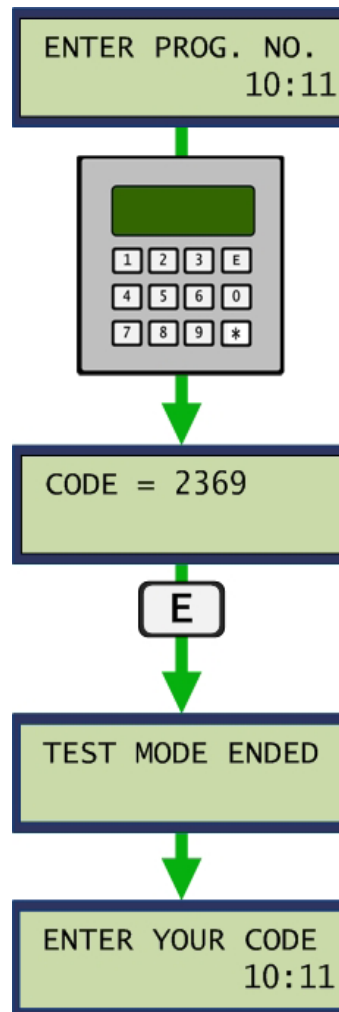 ENTER PROG. NO.
10:11
1 2 3 E
4 5 6 0
7 8 9 *
CODE = 2369
E
TEST MODE ENDED
ENTER YOUR CODE
10:11